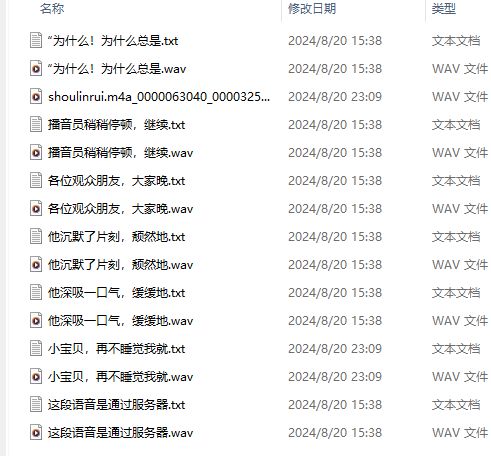 名称 修改日期 类型
“为什么！为什么总是.txt 2024/8/20 15:38 文本文档
“为什么！为什么总是.wav 2024/8/20 15:38 WAV 文件
shoulinrui.m4a_0000063040_0000325... 2024/8/20 23:09 WAV 文件
播音员稍稍停顿，继续.txt 2024/8/20 15:38 文本文档
播音员稍稍停顿，继续.wav 2024/8/20 15:38 WAV 文件
各位观众朋友，大家晚.txt 2024/8/20 15:38 文本文档
各位观众朋友，大家晚.wav 2024/8/20 15:38 WAV 文件
他沉默了片刻，颓然地.txt 2024/8/20 15:38 文本文档
他沉默了片刻，颓然地.wav 2024/8/20 15:38 WAV 文件
他深吸一口气，缓缓地.txt 2024/8/20 15:38 文本文档
他深吸一口气，缓缓地.wav 2024/8/20 15:38 WAV 文件
小宝贝，再不睡觉我就.txt 2024/8/20 23:09 文本文档
小宝贝，再不睡觉我就.wav 2024/8/20 23:09 WAV 文件
这段语音是通过服务器.txt 2024/8/20 15:38 文本文档
这段语音是通过服务器.wav 2024/8/20 15:38 WAV 文件